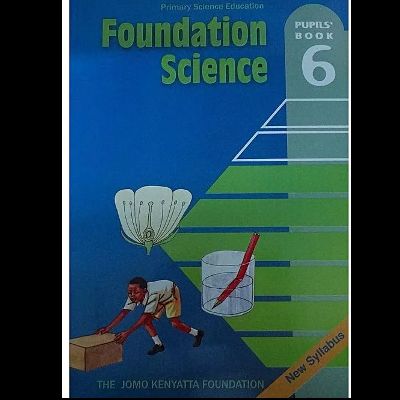 Primary Science Education
Foundation
Science
PUPILS'
BOOK
6
New Syllabus
THE JOMO KENYATTA FOUNDATION